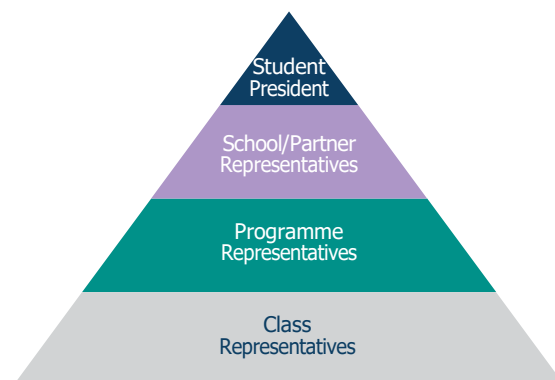 Student
President
School/Partner
Representatives
Programme
Representatives
Class
Representatives